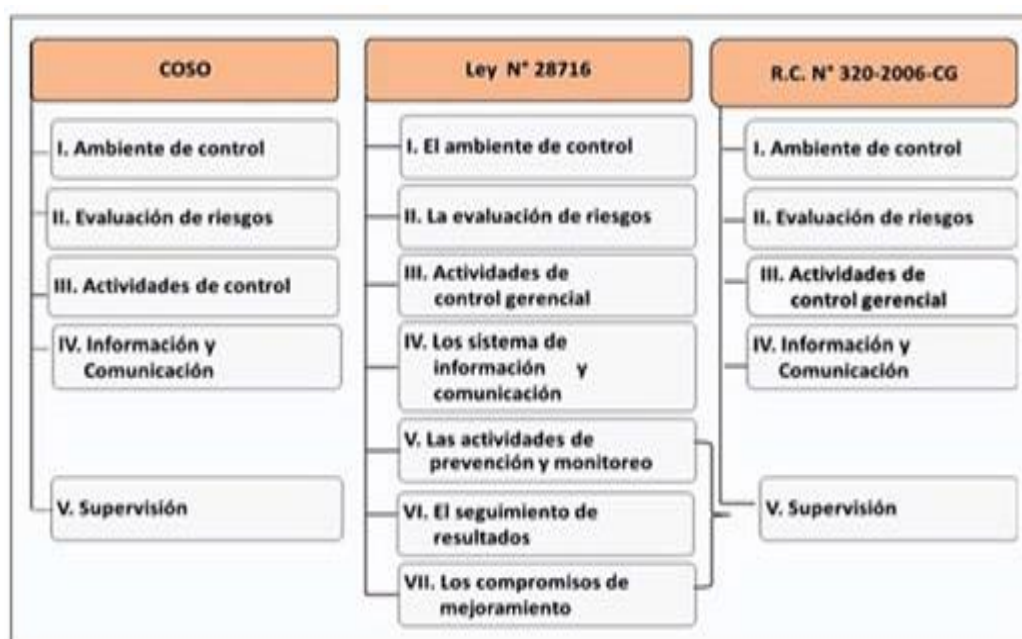 COSO
I. Ambiente de control
II. Evaluación de riesgos
III. Actividades de control
IV. Información y
Comunicación
V. Supervisión
Ley N° 28716
I. El ambiente de control
II. La evaluación de riesgos
III. Actividades de
control gerencial
IV. Los sistema de
información y
comunicación
V. Las actividades de
prevención y monitoreo
VI. El seguimiento de
resultados
VII. Los compromisos de
mejoramiento
R.C. N° 320-2006-CG
I. Ambiente de control
II. Evaluación de riesgos
III. Actividades de
control gerencial
IV. Información y
Comunicación
V. Supervisión